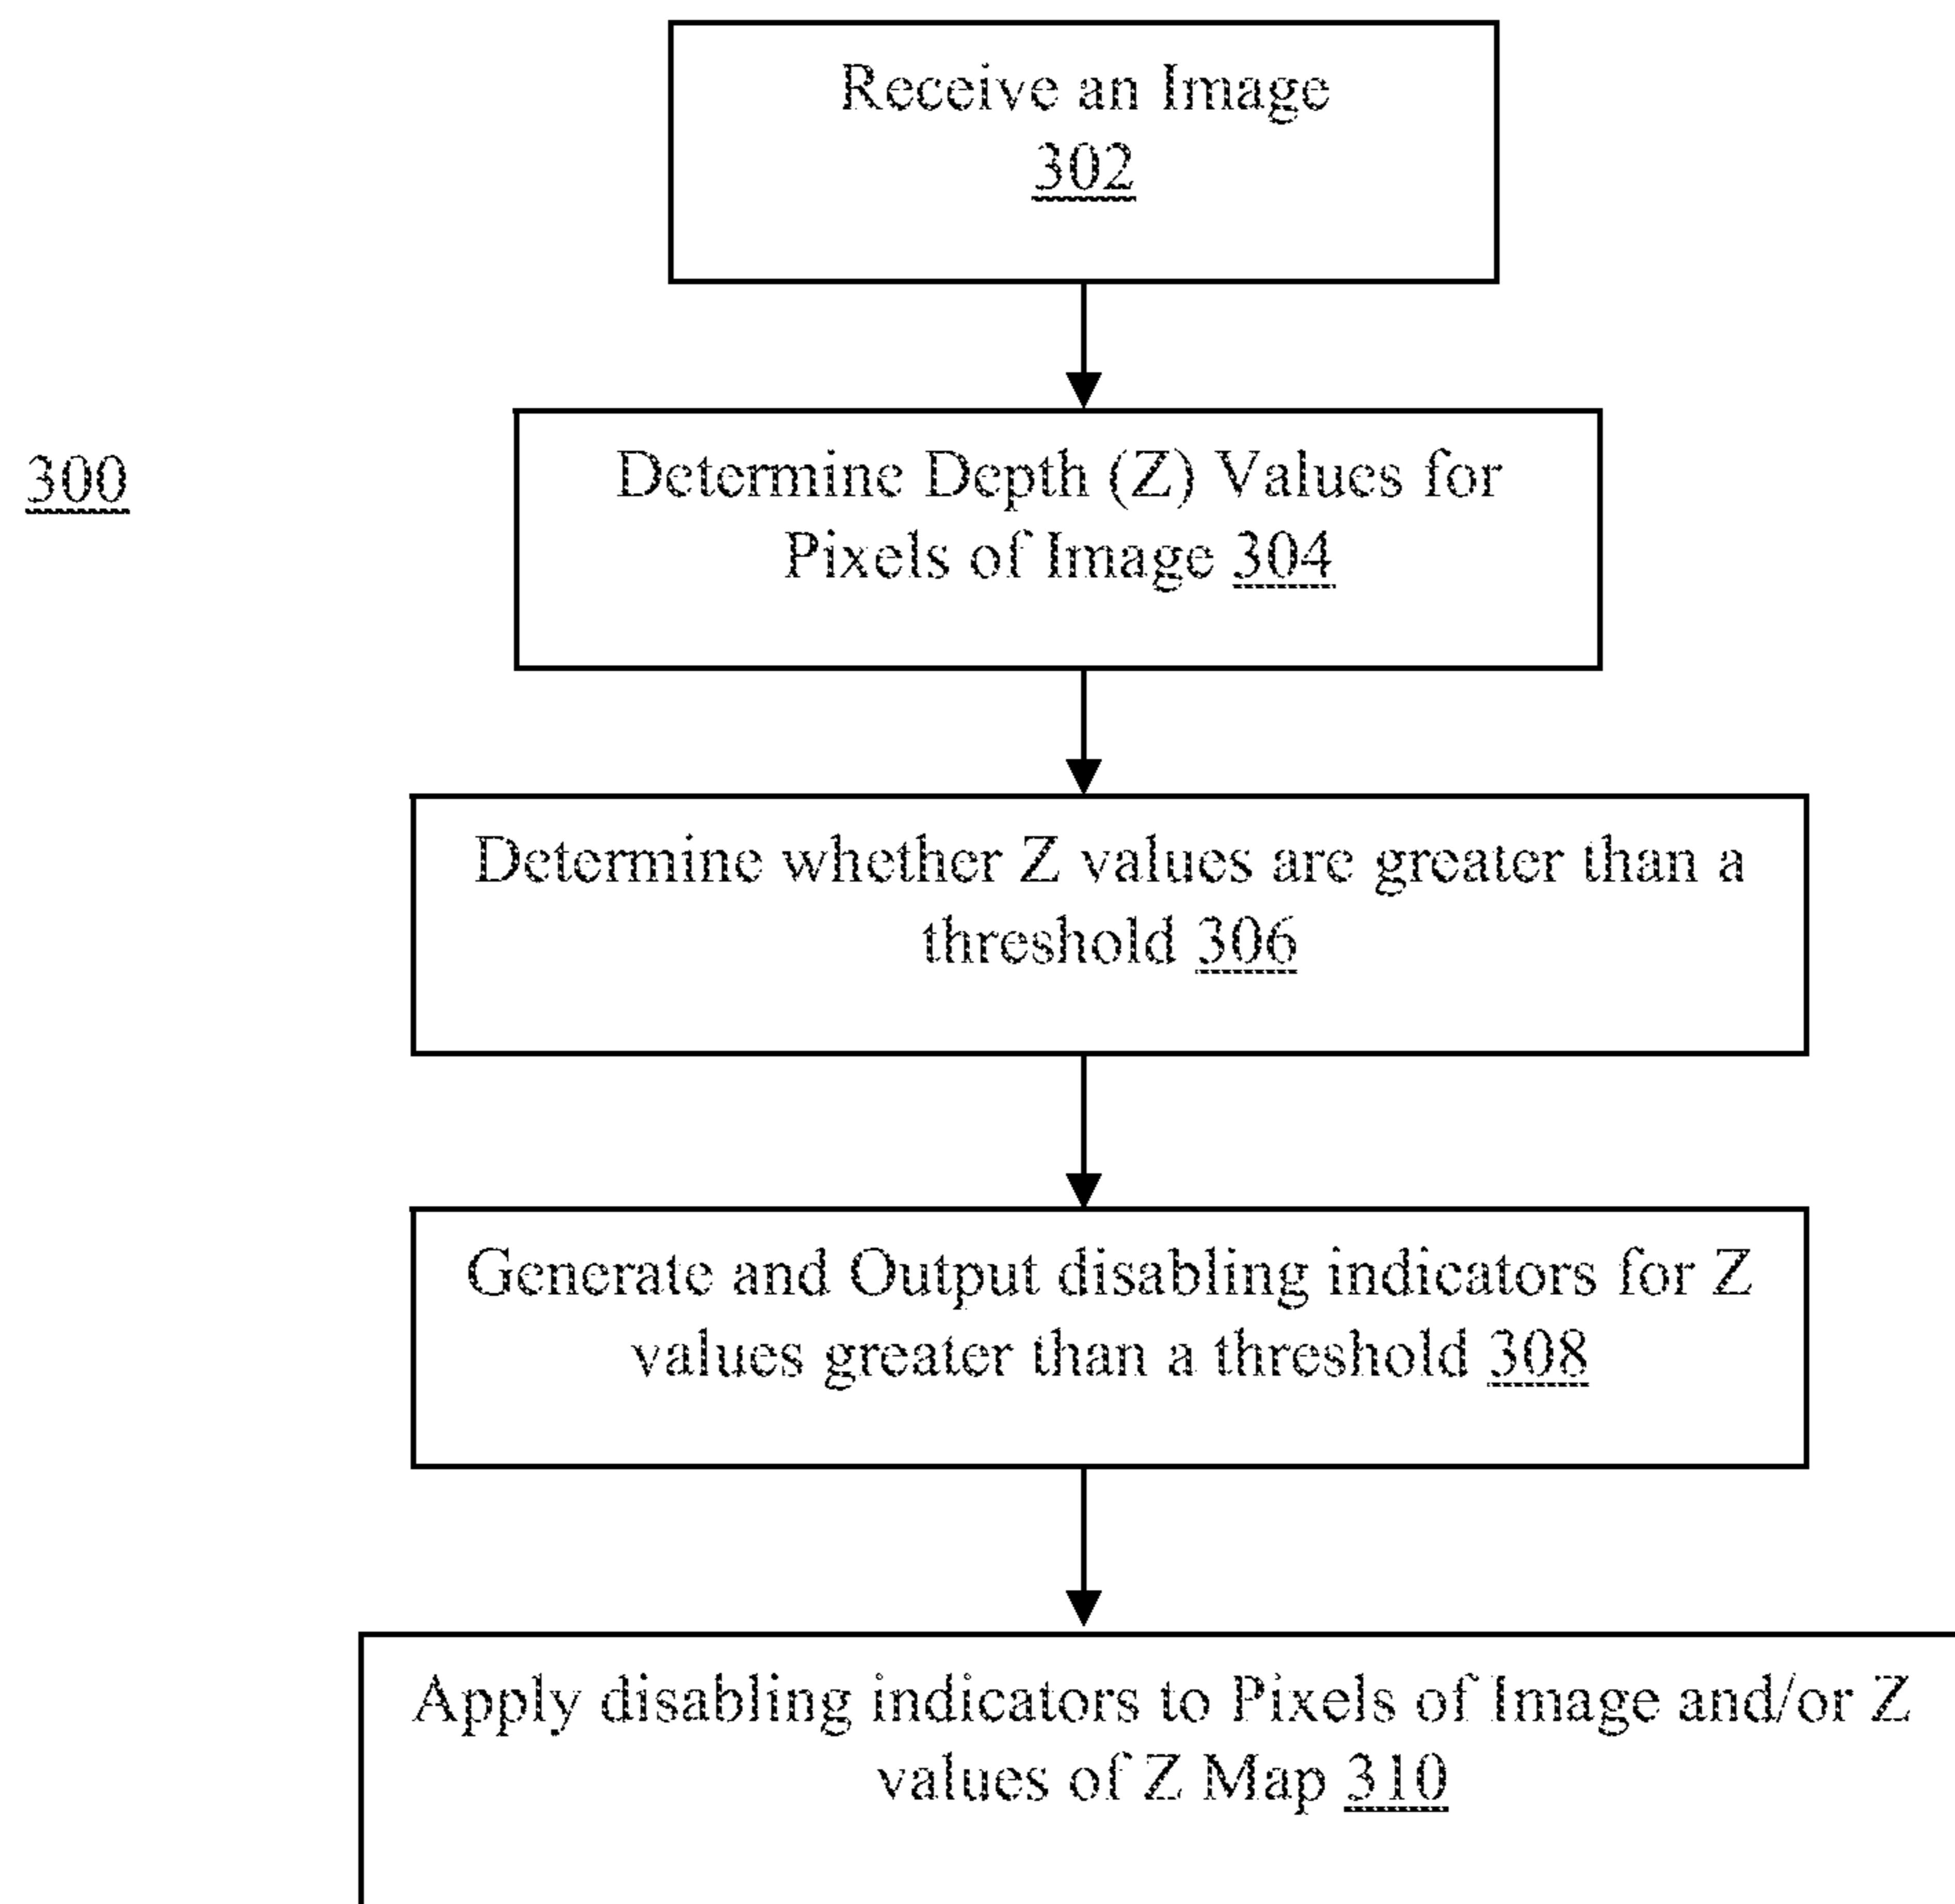 Receive an Image
302
300
Determine Depth (Z) Values for
Pixels of Image 304
Determine whether Z values are greater than a
threshold 306
Generate and Output disabling indicators for Z
values greater than a threshold 308
Apply disabling indicators to Pixels of Image and/or Z
values of Z Map 310